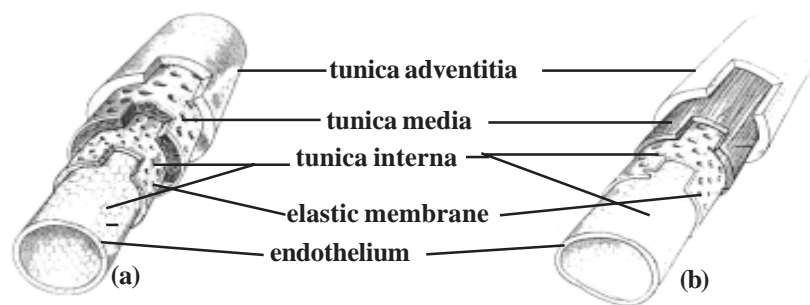 tunica adventitia
tunica media
tunica interna
elastic membrane
endothelium
(a)
(b)